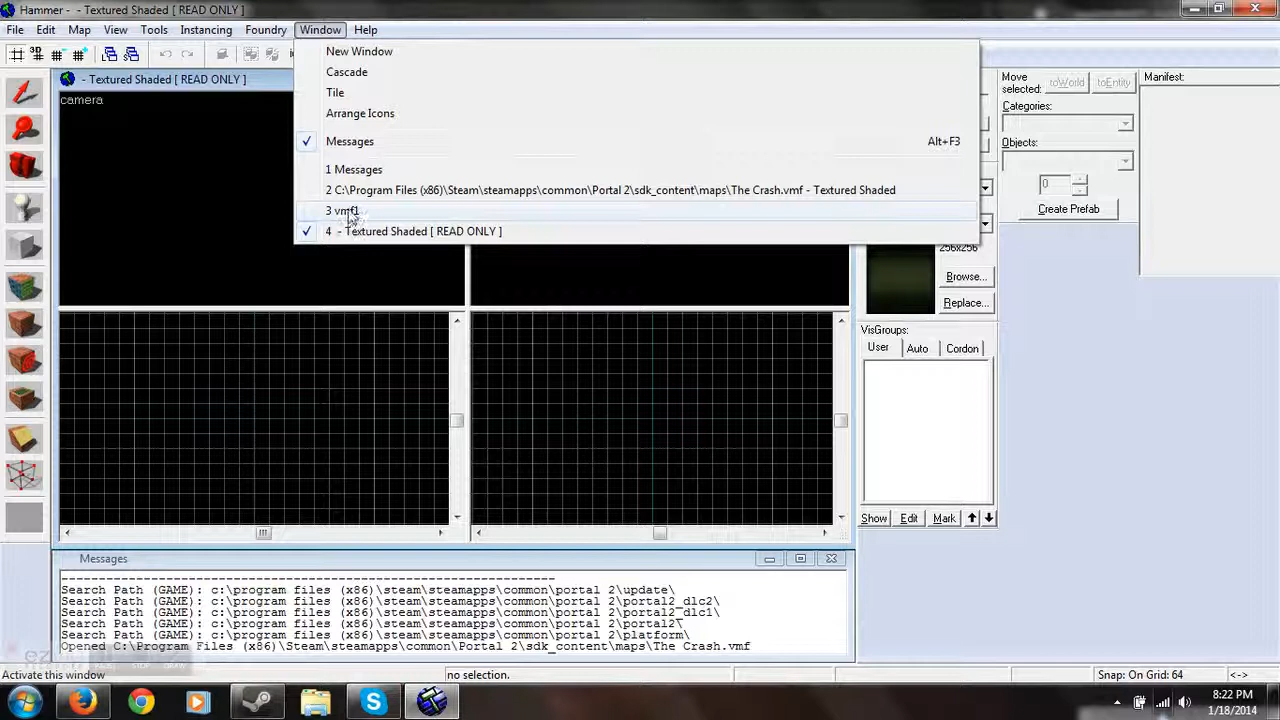 Hammer - - Textured Shaded [ READ ONLY ]
File Edit Map View Tools Instancing Foundry Window Help
- Textured Shaded [ READ ONLY ]
camera
New Window
Cascade
Tile
Arrange Icons
Messages Alt+F3
1 Messages
2 C:\Program Files (x86)\Steam\steamapps\common\Portal 2\sdk_content\maps\The Crash.vmf - Textured Shaded
3 vmf1
4 - Textured Shaded [ READ ONLY ]
Move selected: toWorld toEntity
Categories:
Objects:
0
Create Prefab
Manifest:
256x256
Browse...
Replace...
VisGroups:
User Auto Cordon
Show Edit Mark
Messages
Search Path (GAME): c:\program files (x86)\steam\steamapps\common\portal 2\update\
Search Path (GAME): c:\program files (x86)\steam\steamapps\common\portal 2\portal2_dlc2\
Search Path (GAME): c:\program files (x86)\steam\steamapps\common\portal 2\portal2_dlc1\
Search Path (GAME): c:\program files (x86)\steam\steamapps\common\portal 2\portal2\
Search Path (GAME): c:\program files (x86)\steam\steamapps\common\portal 2\platform\
Opened C:\Program Files (x86)\Steam\steamapps\common\Portal 2\sdk_content\maps\The Crash.vmf
Activate this window
no selection.
Snap: On Grid: 64 <->
8:22 PM
1/18/2014